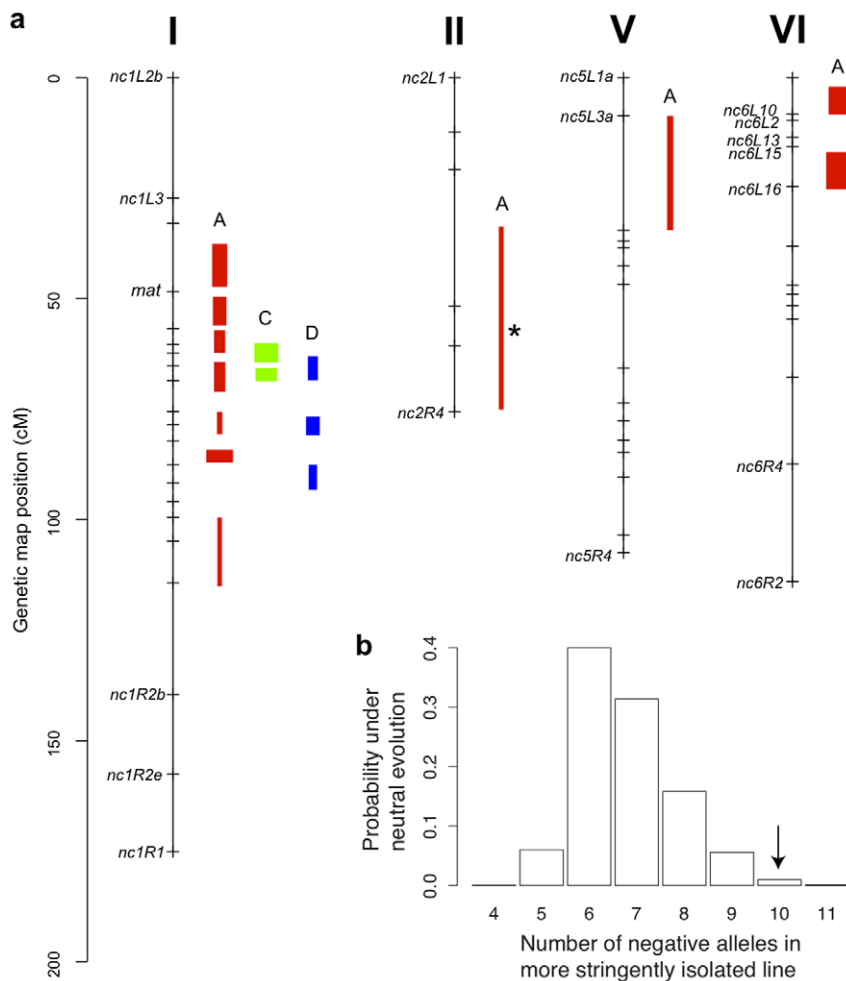 a
I II V VI
0
50
100
150
200
Genetic map position (cM)
nc1L2b
nc1L3
mat
nc1R2b
nc1R2e
nc1R1
A
C
D
nc2L1
nc2R4
A
*
nc5L1a
nc5L3a
nc5R4
A
nc6L10
nc6L2
nc6L13
nc6L15
nc6L16
nc6R4
nc6R2
A
b
Probability under
neutral evolution
0.4
0.3
0.2
0.1
0.0
4 5 6 7 8 9 10 11
Number of negative alleles in
more stringently isolated line